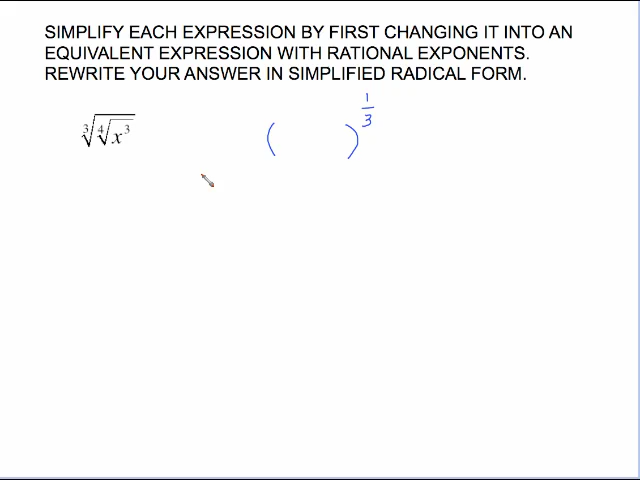 SIMPLIFY EACH EXPRESSION BY FIRST CHANGING IT INTO AN
EQUIVALENT EXPRESSION WITH RATIONAL EXPONENTS.
REWRITE YOUR ANSWER IN SIMPLIFIED RADICAL FORM.
∛(∜(x³)) (   )^(1/3)